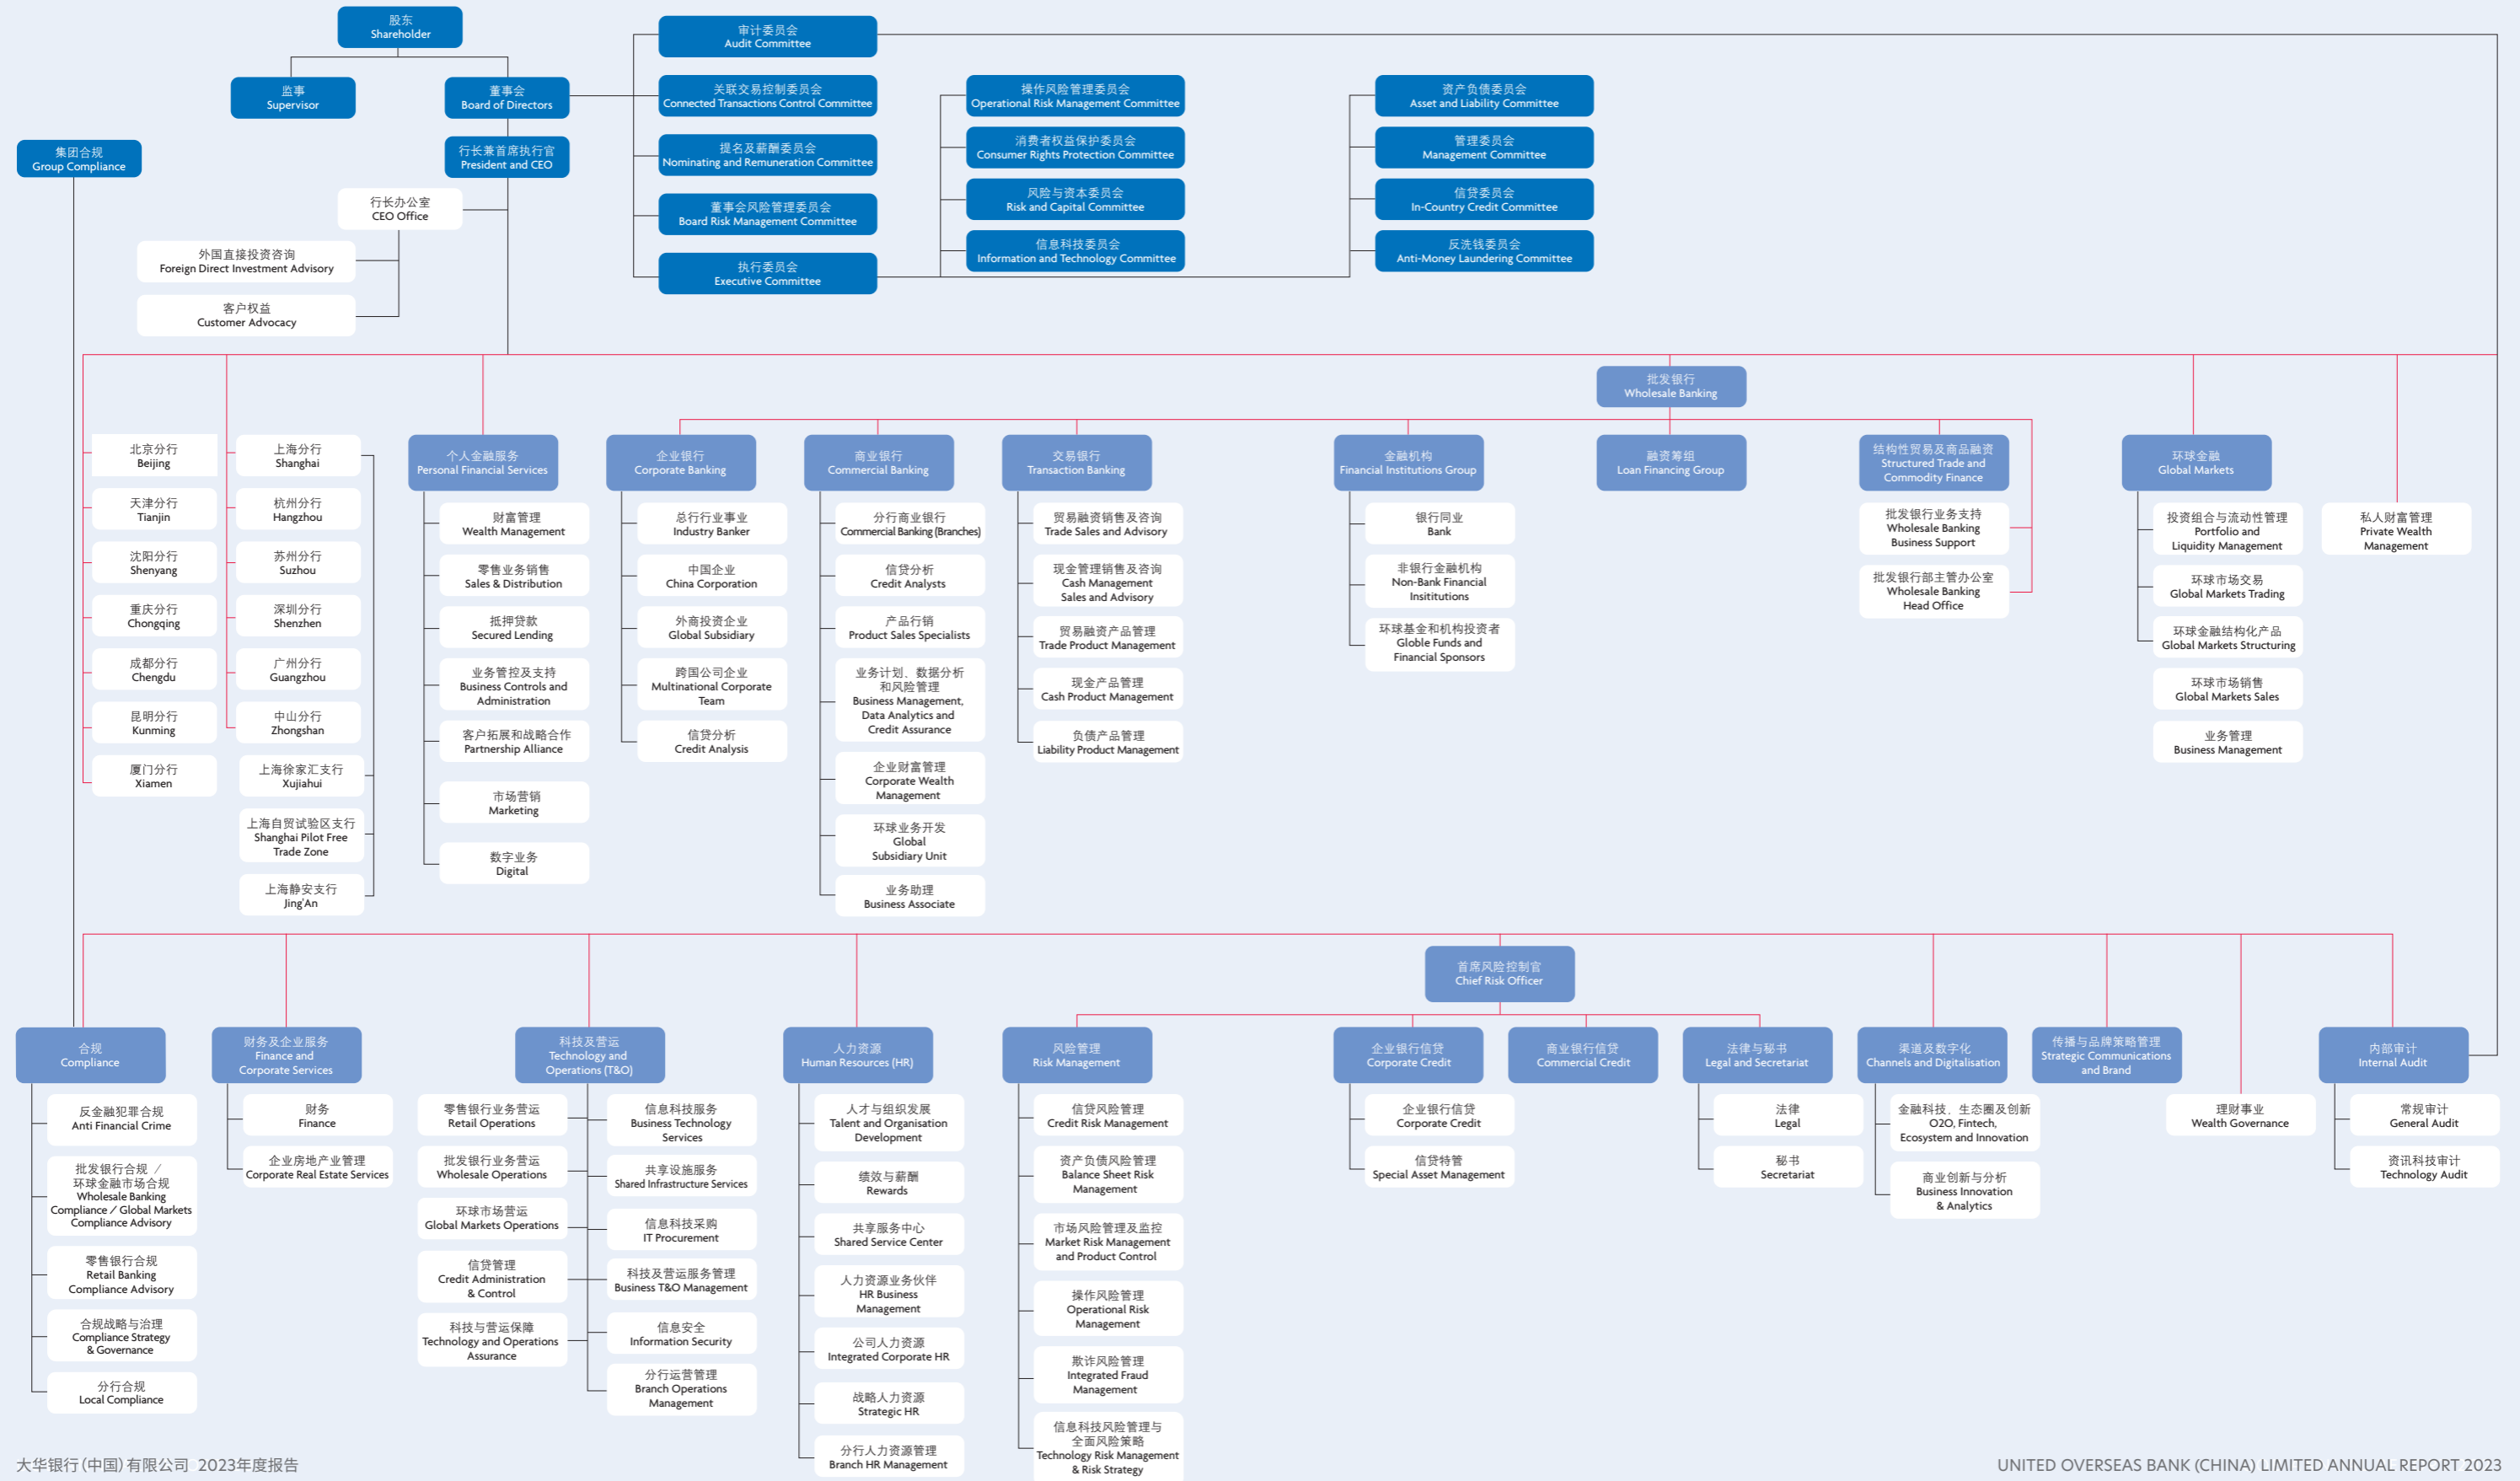 股东
Shareholder
监事
Supervisor
董事会
Board of Directors
集团合规
Group Compliance
行长兼首席执行官
President and CEO
行长办公室
CEO Office
外国直接投资咨询
Foreign Direct Investment Advisory
客户权益
Customer Advocacy
审计委员会
Audit Committee
关联交易控制委员会
Connected Transactions Control Committee
提名及薪酬委员会
Nominating and Remuneration Committee
董事会风险管理委员会
Board Risk Management Committee
执行委员会
Executive Committee
操作风险管理委员会
Operational Risk Management Committee
消费者权益保护委员会
Consumer Rights Protection Committee
风险与资本委员会
Risk and Capital Committee
信息科技委员会
Information and Technology Committee
资产负债委员会
Asset and Liability Committee
管理委员会
Management Committee
信贷委员会
In-Country Credit Committee
反洗钱委员会
Anti-Money Laundering Committee
批发银行
Wholesale Banking
北京分行
Beijing
天津分行
Tianjin
沈阳分行
Shenyang
重庆分行
Chongqing
成都分行
Chengdu
昆明分行
Kunming
厦门分行
Xiamen
上海分行
Shanghai
杭州分行
Hangzhou
苏州分行
Suzhou
深圳分行
Shenzhen
广州分行
Guangzhou
中山分行
Zhongshan
上海徐家汇支行
Xujiahui
上海自贸试验区支行
Shanghai Pilot Free
Trade Zone
上海静安支行
Jing'An
个人金融服务
Personal Financial Services
财富管理
Wealth Management
零售业务销售
Sales & Distribution
抵押贷款
Secured Lending
业务管控及支持
Business Controls and
Administration
客户拓展和战略合作
Partnership Alliance
市场营销
Marketing
数字业务
Digital
企业银行
Corporate Banking
总行行业事业
Industry Banker
中国企业
China Corporation
外商投资企业
Global Subsidiary
跨国公司企业
Multinational Corporate
Team
信贷分析
Credit Analysis
商业银行
Commercial Banking
分行商业银行
Commercial Banking (Branches)
信贷分析
Credit Analysts
产品行销
Product Sales Specialists
业务计划、数据分析
和风险管理
Business Management,
Data Analytics and
Credit Assurance
企业财富管理
Corporate Wealth
Management
环球业务开发
Global
Subsidiary Unit
业务助理
Business Associate
交易银行
Transaction Banking
贸易融资销售及咨询
Trade Sales and Advisory
现金管理销售及咨询
Cash Management
Sales and Advisory
贸易融资产品管理
Trade Product Management
现金产品管理
Cash Product Management
负债产品管理
Liability Product Management
金融机构
Financial Institutions Group
银行同业
Bank
非银行金融机构
Non-Bank Financial
Insititutions
环球基金和机构投资者
Globle Funds and
Financial Sponsors
融资筹组
Loan Financing Group
结构性贸易及商品融资
Structured Trade and
Commodity Finance
批发银行业务支持
Wholesale Banking
Business Support
批发银行部主管办公室
Wholesale Banking
Head Office
环球金融
Global Markets
投资组合与流动性管理
Portfolio and
Liquidity Management
环球市场交易
Global Markets Trading
环球金融结构化产品
Global Markets Structuring
环球市场销售
Global Markets Sales
业务管理
Business Management
私人财富管理
Private Wealth
Management
首席风险控制官
Chief Risk Officer
合规
Compliance
反金融犯罪合规
Anti Financial Crime
批发银行合规 /
环球金融市场合规
Wholesale Banking
Compliance / Global Markets
Compliance Advisory
零售银行合规
Retail Banking
Compliance Advisory
合规战略与治理
Compliance Strategy
& Governance
分行合规
Local Compliance
财务及企业服务
Finance and
Corporate Services
财务
Finance
企业房地产业管理
Corporate Real Estate Services
科技及营运
Technology and
Operations (T&O)
零售银行业务营运
Retail Operations
批发银行业务营运
Wholesale Operations
环球市场营运
Global Markets Operations
信贷管理
Credit Administration
& Control
科技与营运保障
Technology and Operations
Assurance
信息科技服务
Business Technology
Services
共享设施服务
Shared Infrastructure Services
信息科技采购
IT Procurement
科技及营运服务管理
Business T&O Management
信息安全
Information Security
分行运营管理
Branch Operations
Management
人力资源
Human Resources (HR)
人才与组织发展
Talent and Organisation
Development
绩效与薪酬
Rewards
共享服务中心
Shared Service Center
人力资源业务伙伴
HR Business
Management
公司人力资源
Integrated Corporate HR
战略人力资源
Strategic HR
分行人力资源管理
Branch HR Management
风险管理
Risk Management
信贷风险管理
Credit Risk Management
资产负债风险管理
Balance Sheet Risk
Management
市场风险管理及监控
Market Risk Management
and Product Control
操作风险管理
Operational Risk
Management
欺诈风险管理
Integrated Fraud
Management
信息科技风险管理与
全面风险策略
Technology Risk Management
& Risk Strategy
企业银行信贷
Corporate Credit
企业银行信贷
Corporate Credit
信贷特管
Special Asset Management
商业银行信贷
Commercial Credit
法律与秘书
Legal and Secretariat
法律
Legal
秘书
Secretariat
渠道及数字化
Channels and Digitalisation
金融科技、生态圈及创新
O2O, Fintech,
Ecosystem and Innovation
商业创新与分析
Business Innovation
& Analytics
传播与品牌策略管理
Strategic Communications
and Brand
理财事业
Wealth Governance
内部审计
Internal Audit
常规审计
General Audit
资讯科技审计
Technology Audit
大华银行(中国)有限公司 2023年度报告
UNITED OVERSEAS BANK (CHINA) LIMITED ANNUAL REPORT 2023